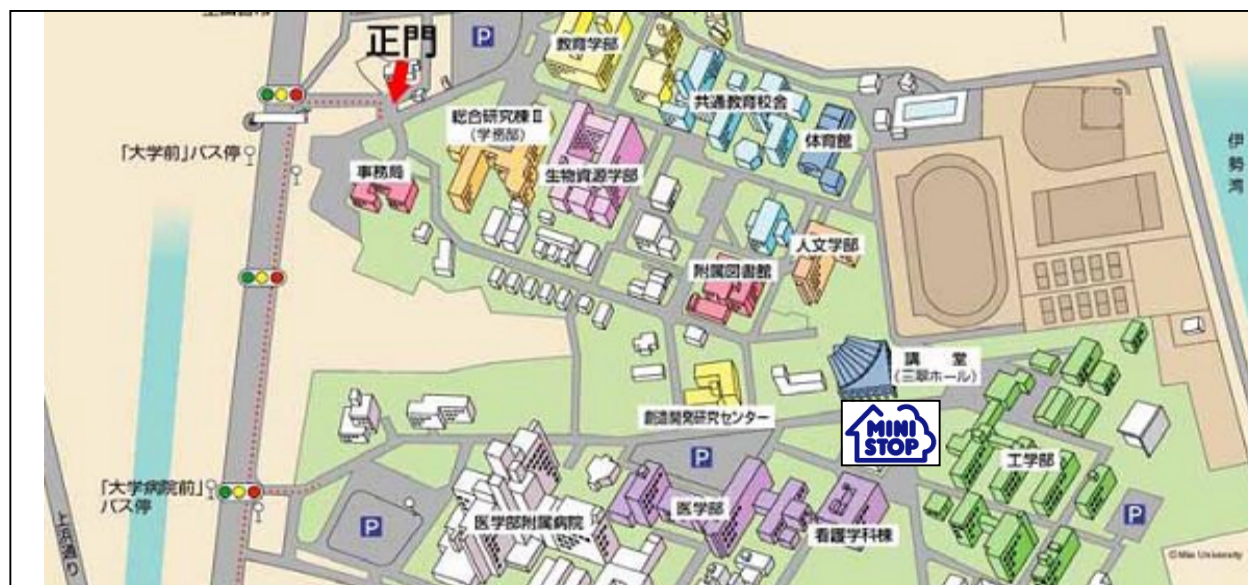 正門
P
教育学部
共通教育校舎
総合研究棟Ⅱ
(学務部)
体育館
「大学前」バス停
事務局
生物資源学部
伊勢湾
人文学部
附属図書館
講堂
(三翠ホール)
創造開発研究センター
MINI
STOP
P
工学部
「大学病院前」
バス停
P
医学部附属病院
医学部
看護学科棟
P
上浜通り
©Mie University